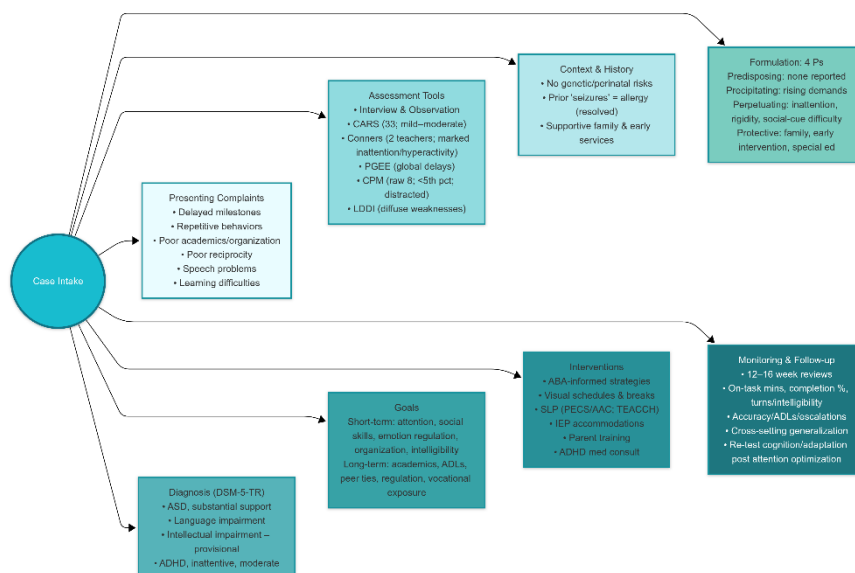 Formulation: 4 Ps
Predisposing: none reported
Procipitating: rising demands
Perpetuating: inattention,
rigidity, social-cue difficulty
Protective: family, early
intervention, special ed
Context & History
• No genetic/perinatal risks
• Prior ‘seizures’ = allergy
(resolved)
• Supportive family & early
services
Assessment Tools
• Interview & Observation
• CARS (33; mild–moderate)
• Conners (2 teachers; marked
inattention/hyperactivity)
• PGEE (global delays)
• CPM (raw 8; <5th pct;
distracted)
• LDDI (diffuse weaknesses)
Presenting Complaints
• Delayed milestones
• Repetitive behaviors
• Poor academics/organization
• Poor reciprocity
• Speech problems
• Learning difficulties
Case Intake
Monitoring & Follow-up
• 12–16 week reviews
• On-task mins, completion %,
turns/intelligibility
• Accuracy/ADLs/escalations
• Cross-setting generalization
• Re-test cognition/adaptation
post attention optimization
Interventions
• ABA-informed strategies
• Visual schedules & breaks
• SLP (PECS/AAC; TEACCH)
• IEP accommodations
• Parent training
• ADHD med consult
Goals
Short-term: attention, social
skills, emotion regulation,
organization, intelligibility
Long-term: academics, ADLs,
peer ties, regulation, vocational
exposure
Diagnosis (DSM-5-TR)
• ASD, substantial support
• Language impairment
• Intellectual impairment –
provisional
• ADHD, inattentive, moderate